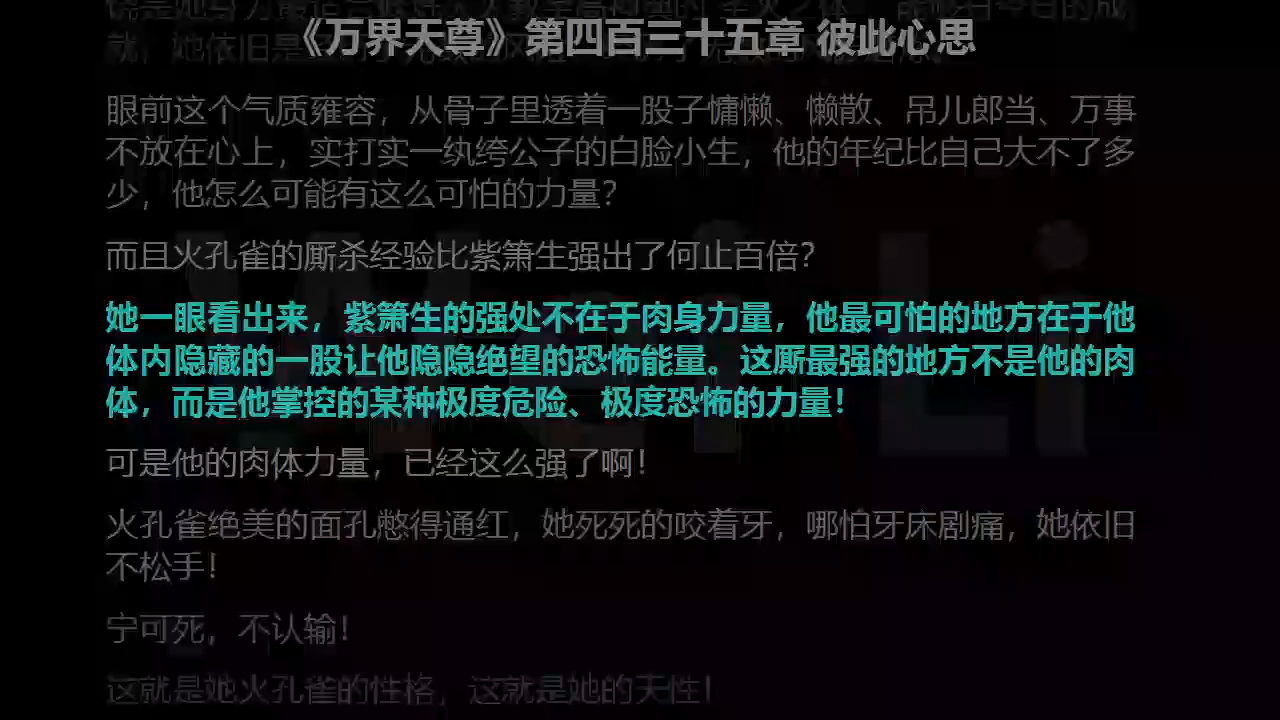 《万界天尊》第四百三十五章 彼此心思
眼前这个气质雍容，从骨子里透着一股子慵懒、懒散、吊儿郎当、万事
不放在心上，实打实一纨绔公子的白脸小生，他的年纪比自己大不了多
少，他怎么可能有这么可怕的力量？
而且火孔雀的厮杀经验比紫箫生强出了何止百倍？
她一眼看出来，紫箫生的强处不在于肉身力量，他最可怕的地方在于他
体内隐藏的一股让他隐隐绝望的恐怖能量。这厮最强的地方不是他的肉
体，而是他掌控的某种极度危险、极度恐怖的力量！
可是他的肉体力量，已经这么强了啊！
火孔雀绝美的面孔憋得通红，她死死的咬着牙，哪怕牙床剧痛，她依旧
不松手！
宁可死，不认输！
这就是她火孔雀的性格，这就是她的天性！